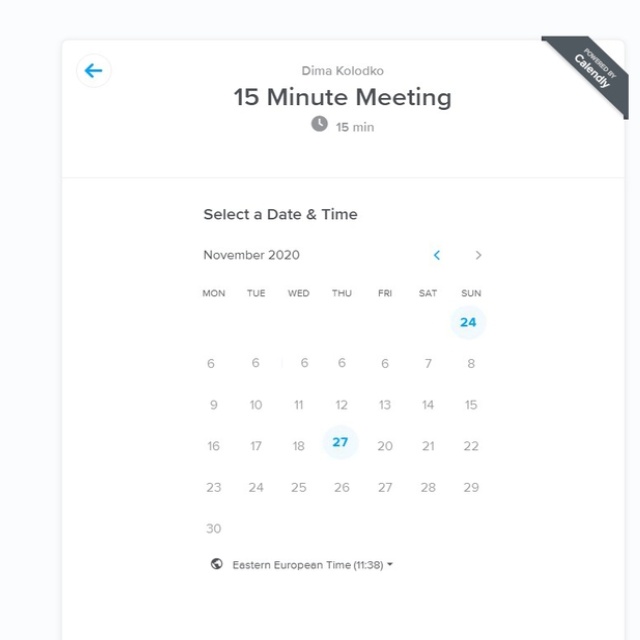 POWERED BY
Calendly
Dima Kolodko
15 Minute Meeting
15 min
Select a Date & Time
November 2020
MON TUE WED THU FRI SAT SUN
24
6 6 6 6 6 7 8
9 10 11 12 13 14 15
16 17 18 27 20 21 22
23 24 25 26 27 28 29
30
Eastern European Time (11:38)